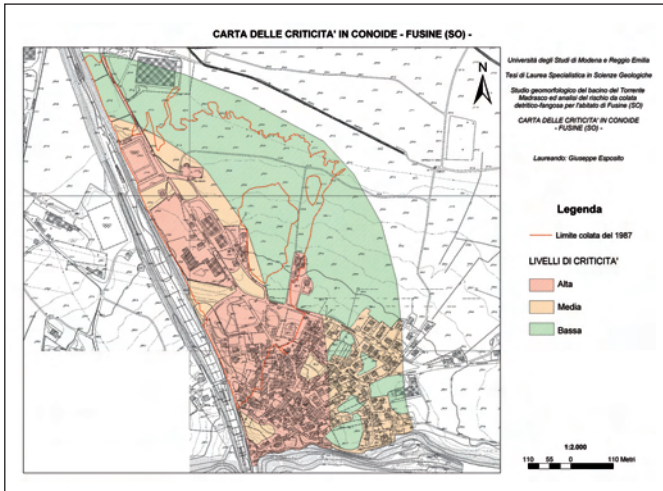 CARTA DELLE CRITICITA' IN CONOIDE - FUSINE (SO) -
N
Università degli Studi di Modena e Reggio Emilia
Tesi di Laurea Specialistica in Scienze Geologiche
Studio geomorfologico del bacino del Torrente
Madrasco ed analisi del rischio da colata
detritico-fangosa per l'abitato di Fusine (SO)
CARTA DELLE CRITICITA' IN CONOIDE
- FUSINE (SO) -
Laureando: Giuseppe Esposito
Legenda
Limite colata del 1987
LIVELLI DI CRITICITA'
Alta
Media
Bassa
1:2.000
110 55 0 110 Metri